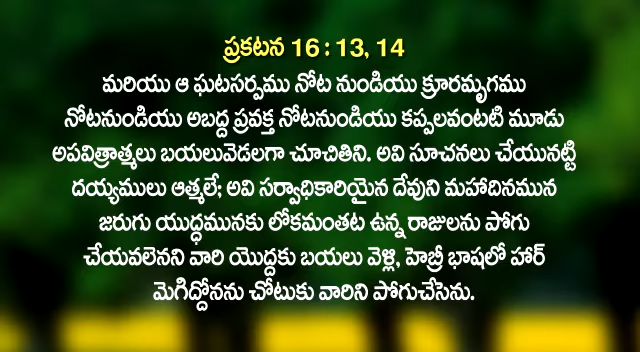 ప్రకటన 16 : 13, 14
మరియు ఆ ఘటసర్పము నోట నుండియు క్రూరమృగము
నోటనుండియు అబద్ద ప్రవక్త నోటనుండియు కప్పలవంటటి మూడు
అపవిత్రాత్మలు బయలువెడలగా చూచితిని. అవి సూచనలు చేయునట్టి
దయ్యములు ఆత్మలే; అవి సర్వాధికారియైన దేవుని మహాదినమున
జరుగు యుద్ధమునకు లోకమంతట ఉన్న రాజులను పోగు
చేయవలెనని వారి యొద్దకు బయలు వెళ్లి, హెబ్రీ భాషలో హార్
మెగిద్దోనను చోటుకు వారిని పోగుచేసెను.